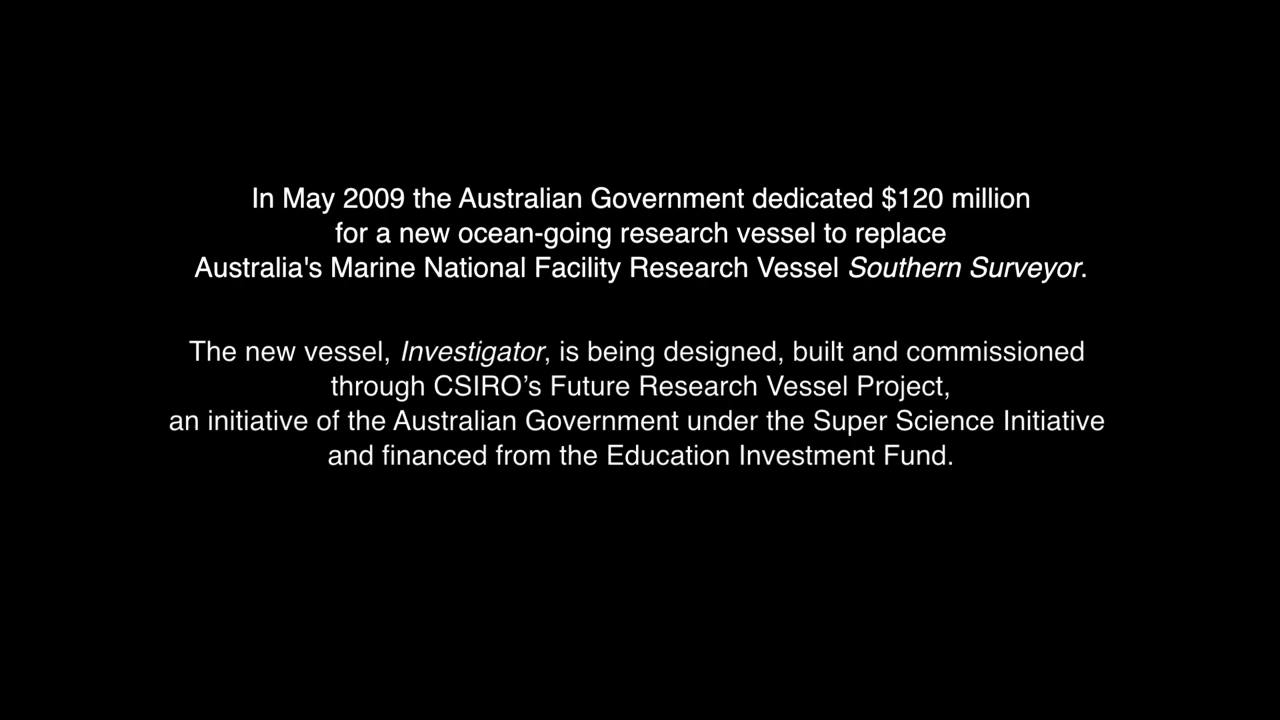 In May 2009 the Australian Government dedicated $120 million
for a new ocean-going research vessel to replace
Australia's Marine National Facility Research Vessel Southern Surveyor.
The new vessel, Investigator, is being designed, built and commissioned
through CSIRO’s Future Research Vessel Project,
an initiative of the Australian Government under the Super Science Initiative
and financed from the Education Investment Fund.